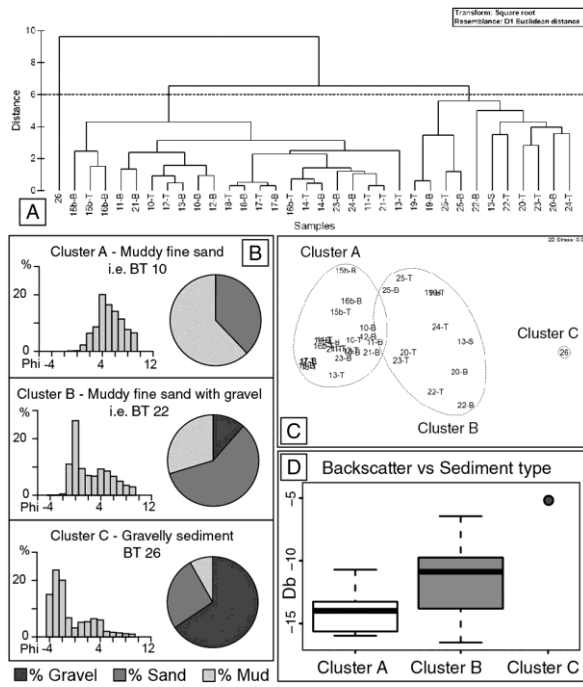 Transform: Square root
Resemblance: D1 Euclidean distance
10
8
6
4
2
0
Distance
26
15b-B
15b-T
16b-B
11-B
21-B
10-T
12-T
13-B
10-B
12-B
18-T
18-B
17-T
17-B
16b-T
14-T
14-B
23-B
24-B
11-T
21-T
13-T
19-T
19-B
25-T
25-B
22-B
13-S
22-T
20-T
23-T
20-B
24-T
Samples
A
B
Cluster A - Muddy fine sand
i.e. BT 10
%
20
0
Phi -4 4 12
Cluster B - Muddy fine sand with gravel
i.e. BT 22
%
20
0
Phi -4 4 12
Cluster C - Gravelly sediment
BT 26
%
20
0
Phi -4 4 12
% Gravel % Sand % Mud
2D Stress: 0.0
Cluster A
15b-B
15b-T
16b-B
10-B
12-B
10-T
11-B
21-B
23-B
13-T
25-T
25-B
24-T
13-S
20-T
23-T
20-B
22-T
22-B
Cluster C
26
Cluster B
C
D
Backscatter vs Sediment type
Db
-5
-10
-15
Cluster A Cluster B Cluster C